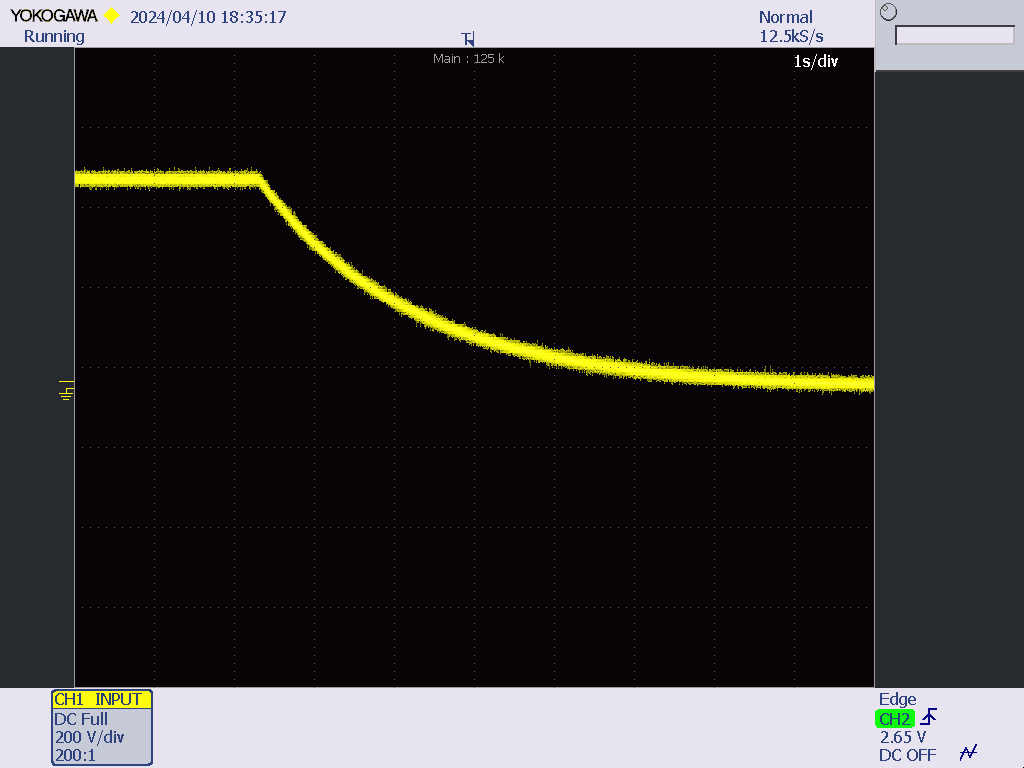 YOKOGAWA 2024/04/10 18:35:17 Normal
Running T 12.5kS/s
Main : 125 k 1s/div
CH1 INPUT
DC Full
200 V/div
200:1
Edge
CH2
2.65 V
DC OFF